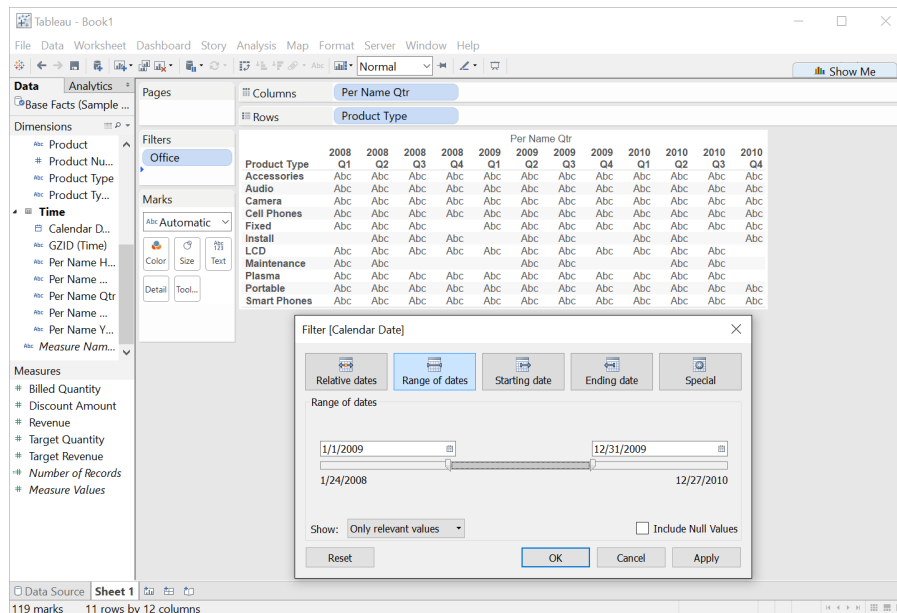 Tableau - Book1
File Data Worksheet Dashboard Story Analysis Map Format Server Window Help
Abc Normal Show Me
Data Analytics
Base Facts (Sample ...
Dimensions
Abc Product
# Product Nu...
Abc Product Type
Abc Product Ty...
Time
Calendar D...
Abc GZID (Time)
Abc Per Name H...
Abc Per Name ...
Abc Per Name Qtr
Abc Per Name ...
Abc Per Name Y...
Abc Measure Nam...
Measures
# Billed Quantity
# Discount Amount
# Revenue
# Target Quantity
# Target Revenue
=# Number of Records
# Measure Values
Pages
Filters
Office
Marks
Abc Automatic
Color Size Abc 123 Text
Detail Tool...
Columns Per Name Qtr
Rows Product Type
Per Name Qtr
2008 2008 2008 2008 2009 2009 2009 2009 2010 2010 2010 2010
Product Type Q1 Q2 Q3 Q4 Q1 Q2 Q3 Q4 Q1 Q2 Q3 Q4
Accessories Abc Abc Abc Abc Abc Abc Abc Abc Abc Abc Abc Abc
Audio Abc Abc Abc Abc Abc Abc Abc Abc Abc Abc Abc Abc
Camera Abc Abc Abc Abc Abc Abc Abc Abc Abc Abc Abc Abc
Cell Phones Abc Abc Abc Abc Abc Abc Abc Abc Abc Abc Abc Abc
Fixed Abc Abc Abc Abc Abc Abc Abc Abc Abc Abc Abc
Install Abc Abc Abc Abc Abc Abc Abc Abc
LCD Abc Abc Abc Abc Abc Abc Abc Abc Abc Abc Abc
Maintenance Abc Abc Abc Abc Abc Abc
Plasma Abc Abc Abc Abc Abc Abc Abc Abc Abc Abc Abc
Portable Abc Abc Abc Abc Abc Abc Abc Abc Abc Abc Abc Abc
Smart Phones Abc Abc Abc Abc Abc Abc Abc Abc Abc Abc Abc Abc
Filter [Calendar Date]
Relative dates Range of dates Starting date Ending date Special
Range of dates
1/1/2009 12/31/2009
1/24/2008 12/27/2010
Show: Only relevant values Include Null Values
Reset OK Cancel Apply
Data Source Sheet 1
119 marks 11 rows by 12 columns